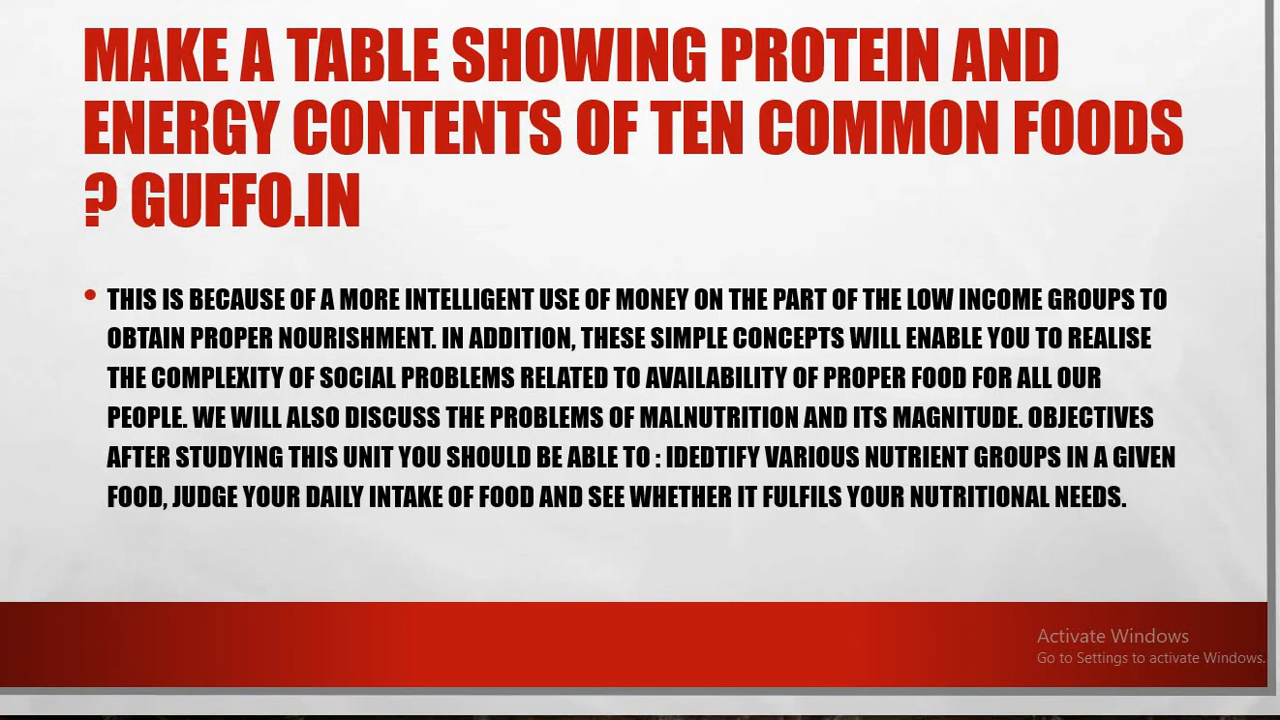 MAKE A TABLE SHOWING PROTEIN AND
ENERGY CONTENTS OF TEN COMMON FOODS
? GUFFO.IN
• THIS IS BECAUSE OF A MORE INTELLIGENT USE OF MONEY ON THE PART OF THE LOW INCOME GROUPS TO
OBTAIN PROPER NOURISHMENT. IN ADDITION, THESE SIMPLE CONCEPTS WILL ENABLE YOU TO REALISE
THE COMPLEXITY OF SOCIAL PROBLEMS RELATED TO AVAILABILITY OF PROPER FOOD FOR ALL OUR
PEOPLE. WE WILL ALSO DISCUSS THE PROBLEMS OF MALNUTRITION AND ITS MAGNITUDE. OBJECTIVES
AFTER STUDYING THIS UNIT YOU SHOULD BE ABLE TO : IDEDTIFY VARIOUS NUTRIENT GROUPS IN A GIVEN
FOOD, JUDGE YOUR DAILY INTAKE OF FOOD AND SEE WHETHER IT FULFILS YOUR NUTRITIONAL NEEDS.
Activate Windows
Go to Settings to activate Windows.